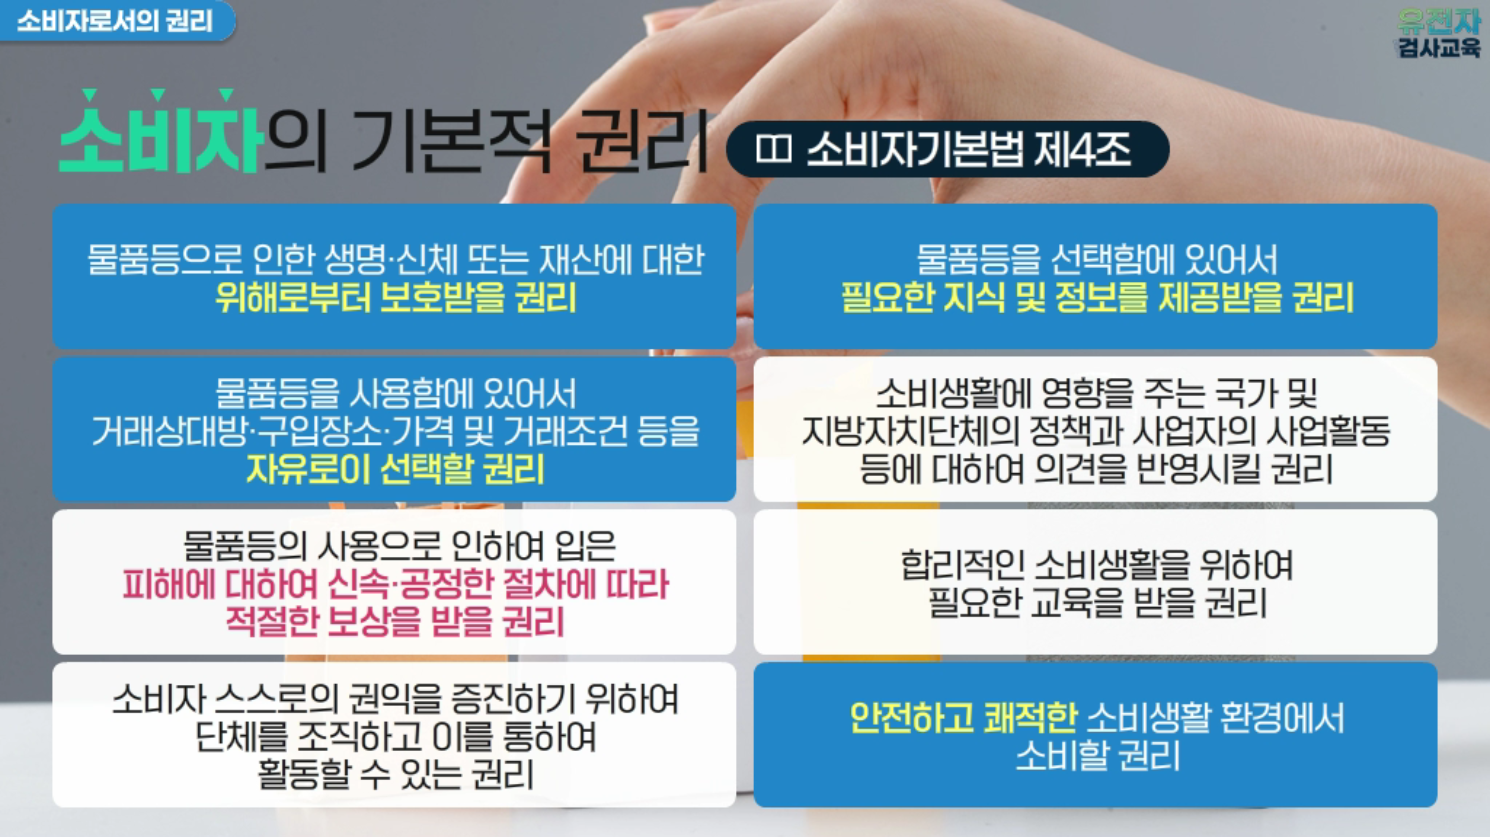 소비자로서의 권리
유전자
검사교육
소비자의 기본적 권리
소비자기본법 제4조
물품등으로 인한 생명·신체 또는 재산에 대한
위해로부터 보호받을 권리
물품등을 선택함에 있어서
필요한 지식 및 정보를 제공받을 권리
물품등을 사용함에 있어서
거래상대방·구입장소·가격 및 거래조건 등을
자유로이 선택할 권리
소비생활에 영향을 주는 국가 및
지방자치단체의 정책과 사업자의 사업활동
등에 대하여 의견을 반영시킬 권리
물품등의 사용으로 인하여 입은
피해에 대하여 신속·공정한 절차에 따라
적절한 보상을 받을 권리
합리적인 소비생활을 위하여
필요한 교육을 받을 권리
소비자 스스로의 권익을 증진하기 위하여
단체를 조직하고 이를 통하여
활동할 수 있는 권리
안전하고 쾌적한 소비생활 환경에서
소비할 권리